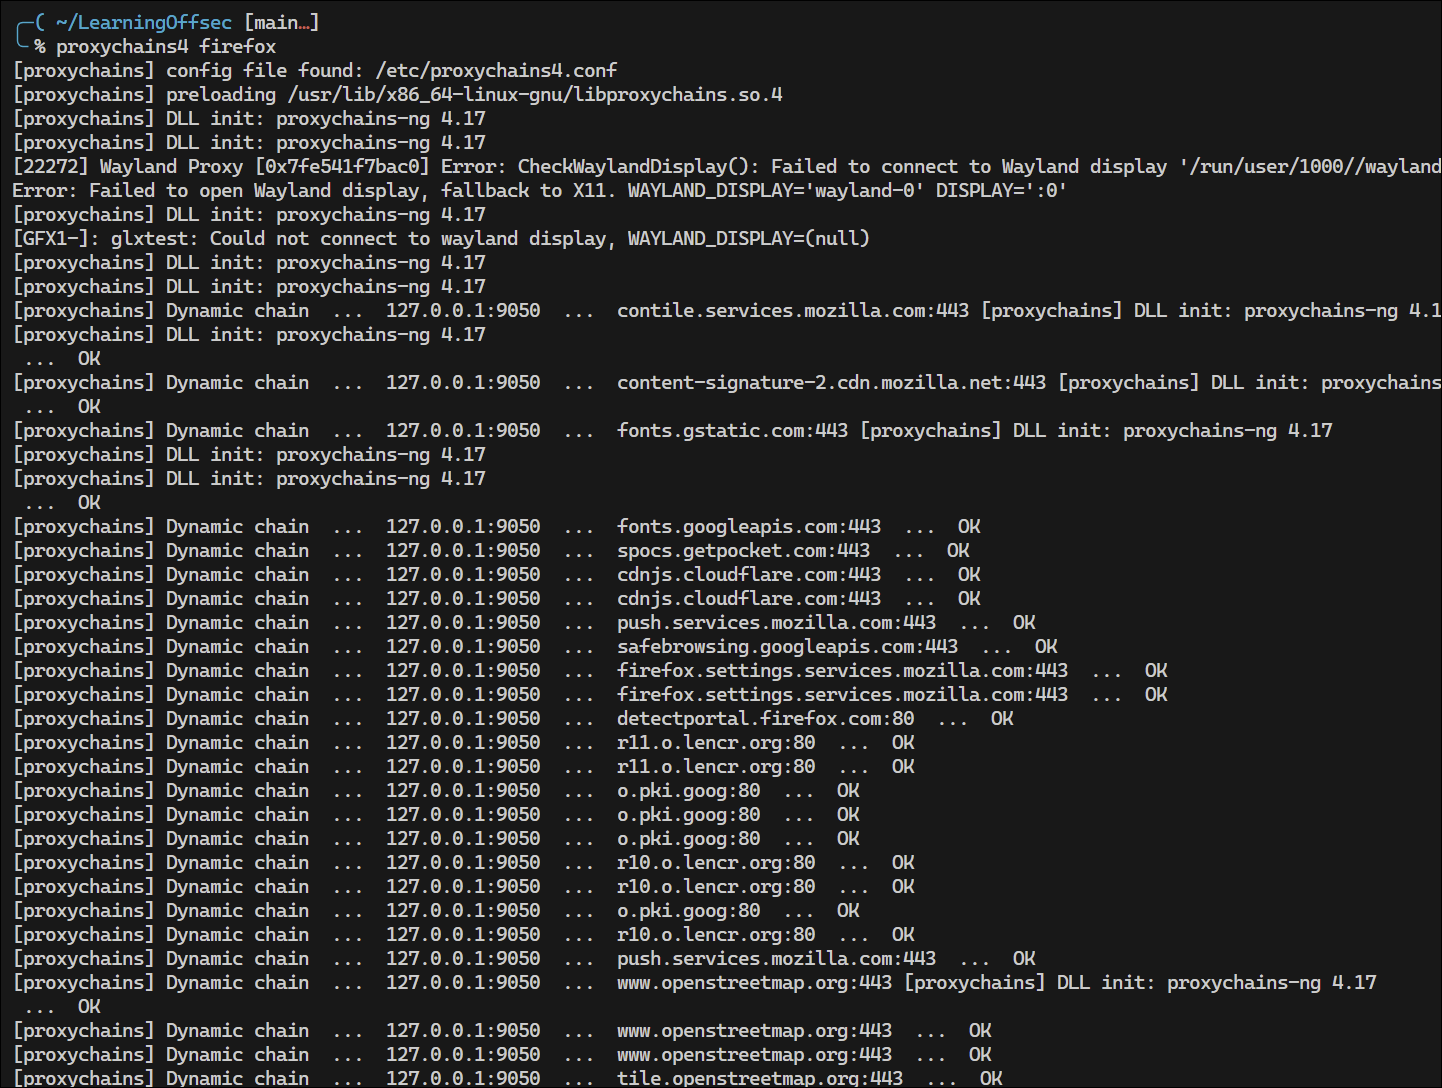 ( ~/LearningOffsec [main…]
% proxychains4 firefox
[proxychains] config file found: /etc/proxychains4.conf
[proxychains] preloading /usr/lib/x86_64-linux-gnu/libproxychains.so.4
[proxychains] DLL init: proxychains-ng 4.17
[proxychains] DLL init: proxychains-ng 4.17
[22272] Wayland Proxy [0x7fe541f7bac0] Error: CheckWaylandDisplay(): Failed to connect to Wayland display '/run/user/1000//wayland
Error: Failed to open Wayland display, fallback to X11. WAYLAND_DISPLAY='wayland-0' DISPLAY=':0'
[proxychains] DLL init: proxychains-ng 4.17
[GFX1-]: glxtest: Could not connect to wayland display, WAYLAND_DISPLAY=(null)
[proxychains] DLL init: proxychains-ng 4.17
[proxychains] DLL init: proxychains-ng 4.17
[proxychains] Dynamic chain  ...  127.0.0.1:9050  ...  contile.services.mozilla.com:443 [proxychains] DLL init: proxychains-ng 4.1
[proxychains] DLL init: proxychains-ng 4.17
 ...  OK
[proxychains] Dynamic chain  ...  127.0.0.1:9050  ...  content-signature-2.cdn.mozilla.net:443 [proxychains] DLL init: proxychains
 ...  OK
[proxychains] Dynamic chain  ...  127.0.0.1:9050  ...  fonts.gstatic.com:443 [proxychains] DLL init: proxychains-ng 4.17
[proxychains] DLL init: proxychains-ng 4.17
[proxychains] DLL init: proxychains-ng 4.17
 ...  OK
[proxychains] Dynamic chain  ...  127.0.0.1:9050  ...  fonts.googleapis.com:443  ...  OK
[proxychains] Dynamic chain  ...  127.0.0.1:9050  ...  spocs.getpocket.com:443  ...  OK
[proxychains] Dynamic chain  ...  127.0.0.1:9050  ...  cdnjs.cloudflare.com:443  ...  OK
[proxychains] Dynamic chain  ...  127.0.0.1:9050  ...  cdnjs.cloudflare.com:443  ...  OK
[proxychains] Dynamic chain  ...  127.0.0.1:9050  ...  push.services.mozilla.com:443  ...  OK
[proxychains] Dynamic chain  ...  127.0.0.1:9050  ...  safebrowsing.googleapis.com:443  ...  OK
[proxychains] Dynamic chain  ...  127.0.0.1:9050  ...  firefox.settings.services.mozilla.com:443  ...  OK
[proxychains] Dynamic chain  ...  127.0.0.1:9050  ...  firefox.settings.services.mozilla.com:443  ...  OK
[proxychains] Dynamic chain  ...  127.0.0.1:9050  ...  detectportal.firefox.com:80  ...  OK
[proxychains] Dynamic chain  ...  127.0.0.1:9050  ...  r11.o.lencr.org:80  ...  OK
[proxychains] Dynamic chain  ...  127.0.0.1:9050  ...  r11.o.lencr.org:80  ...  OK
[proxychains] Dynamic chain  ...  127.0.0.1:9050  ...  o.pki.goog:80  ...  OK
[proxychains] Dynamic chain  ...  127.0.0.1:9050  ...  o.pki.goog:80  ...  OK
[proxychains] Dynamic chain  ...  127.0.0.1:9050  ...  o.pki.goog:80  ...  OK
[proxychains] Dynamic chain  ...  127.0.0.1:9050  ...  r10.o.lencr.org:80  ...  OK
[proxychains] Dynamic chain  ...  127.0.0.1:9050  ...  r10.o.lencr.org:80  ...  OK
[proxychains] Dynamic chain  ...  127.0.0.1:9050  ...  o.pki.goog:80  ...  OK
[proxychains] Dynamic chain  ...  127.0.0.1:9050  ...  r10.o.lencr.org:80  ...  OK
[proxychains] Dynamic chain  ...  127.0.0.1:9050  ...  push.services.mozilla.com:443  ...  OK
[proxychains] Dynamic chain  ...  127.0.0.1:9050  ...  www.openstreetmap.org:443 [proxychains] DLL init: proxychains-ng 4.17
 ...  OK
[proxychains] Dynamic chain  ...  127.0.0.1:9050  ...  www.openstreetmap.org:443  ...  OK
[proxychains] Dynamic chain  ...  127.0.0.1:9050  ...  www.openstreetmap.org:443  ...  OK
[proxychains] Dynamic chain  ...  127.0.0.1:9050  ...  tile.openstreetmap.org:443  ...  OK